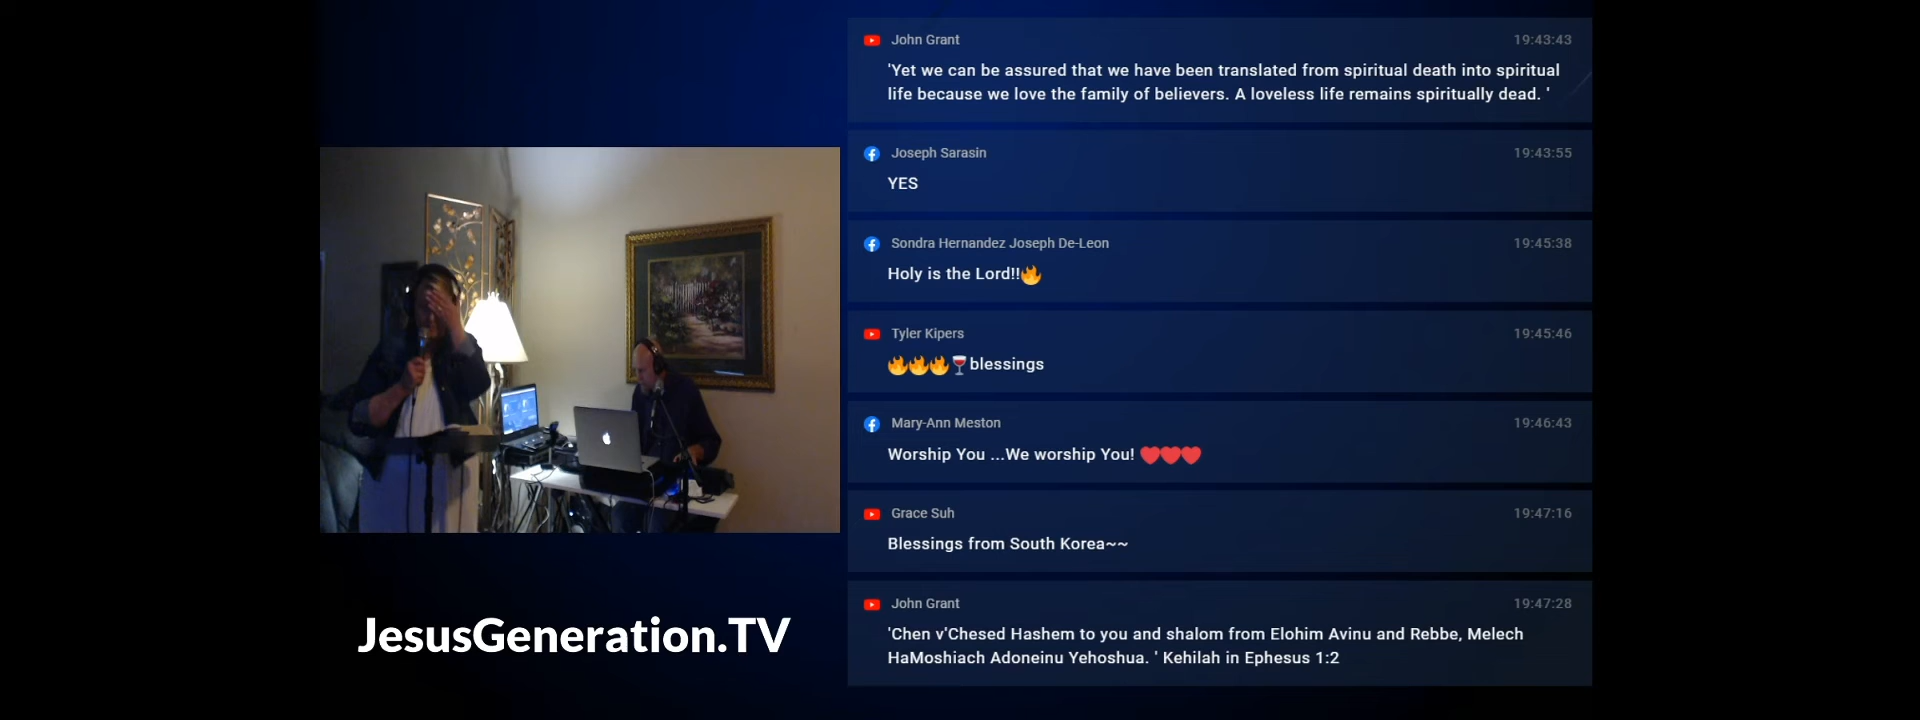 John Grant 19:43:43
'Yet we can be assured that we have been translated from spiritual death into spiritual
life because we love the family of believers. A loveless life remains spiritually dead. '
Joseph Sarasin 19:43:55
YES
Sondra Hernandez Joseph De-Leon 19:45:38
Holy is the Lord!!🔥
Tyler Kipers 19:45:46
🔥🔥🔥🍷blessings
Mary-Ann Meston 19:46:43
Worship You ...We worship You! ❤️❤️❤️
Grace Suh 19:47:16
Blessings from South Korea~~
John Grant 19:47:28
'Chen v'Chesed Hashem to you and shalom from Elohim Avinu and Rebbe, Melech
HaMoshiach Adoneinu Yehoshua. ' Kehilah in Ephesus 1:2
JesusGeneration.TV